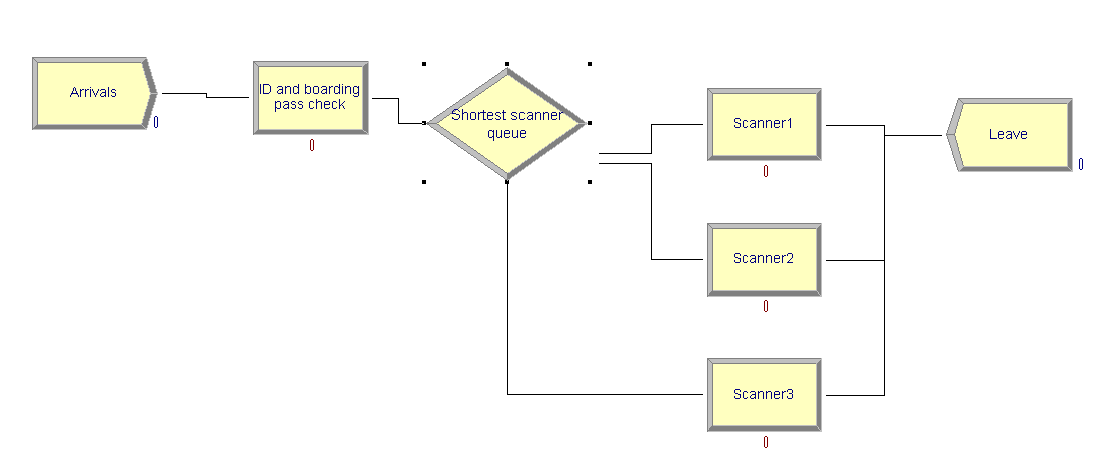 Arrivals
0
ID and boarding
pass check
0
Shortest scanner
queue
Scanner1
0
Scanner2
0
Scanner3
0
Leave
0